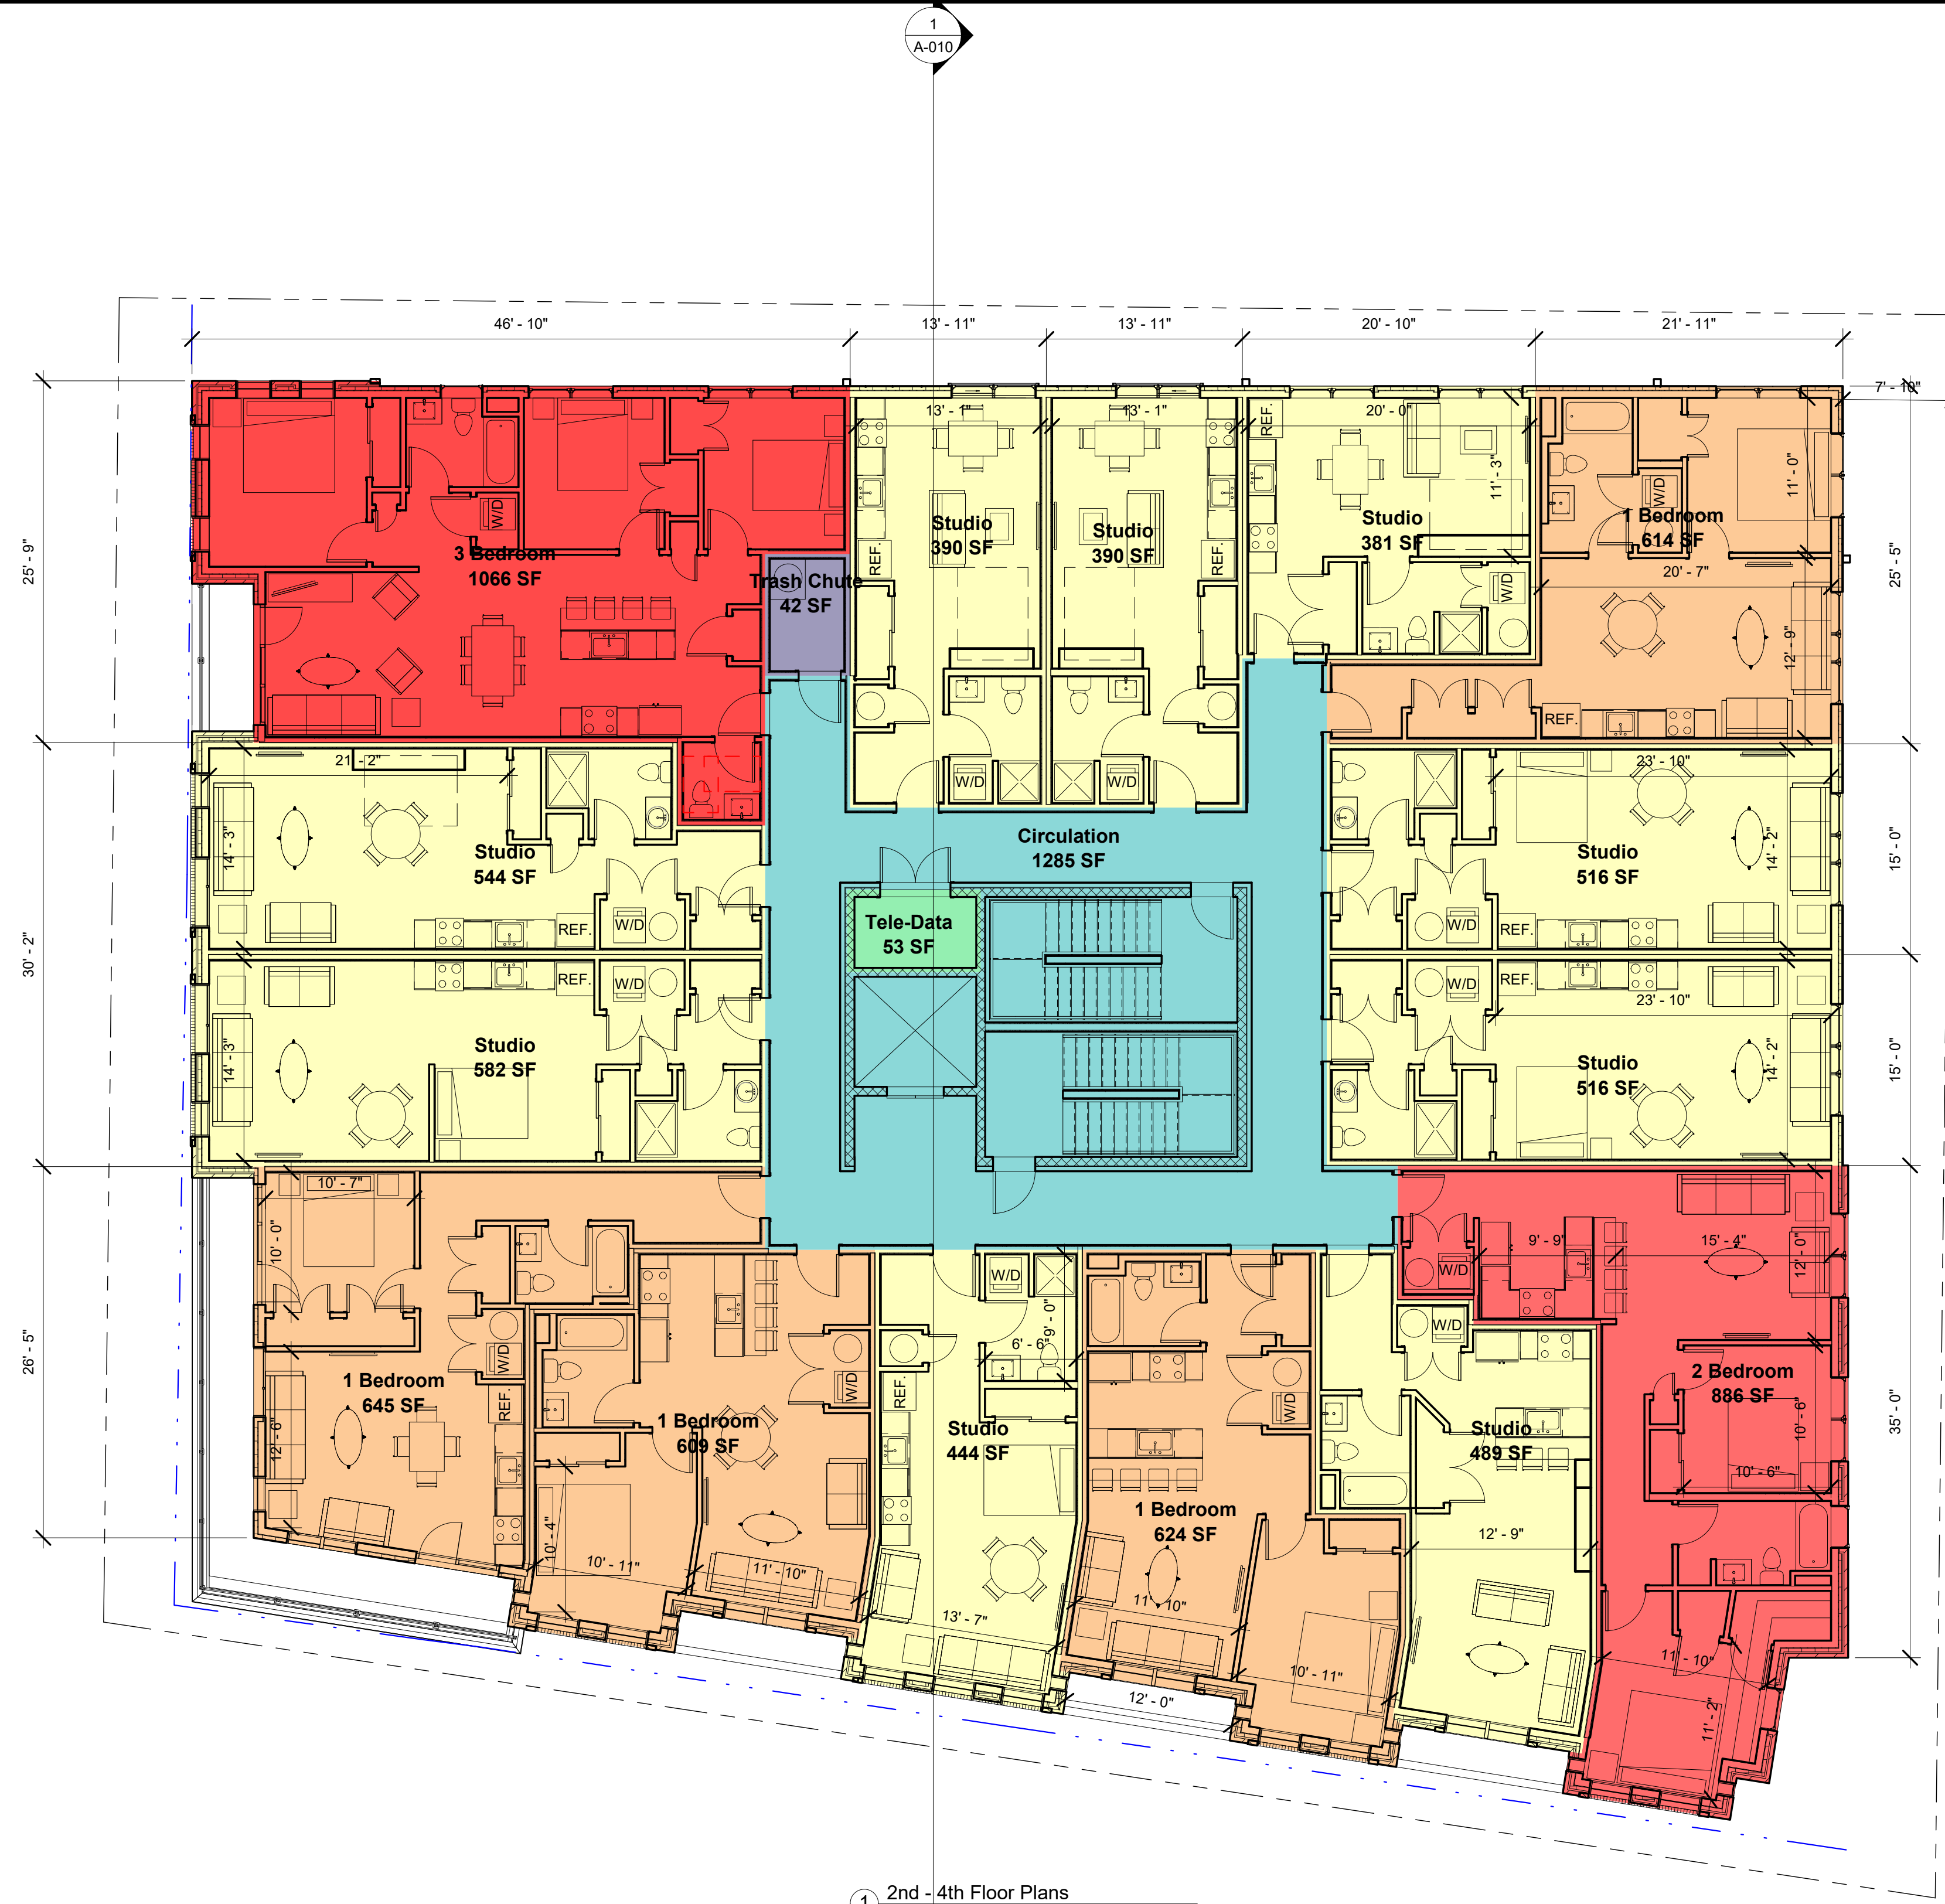 1
A-010
46' - 10"
13' - 11"
13' - 11"
20' - 10"
21' - 11"
7' - 10"
25' - 9"
30' - 2"
26' - 5"
25' - 5"
15' - 0"
15' - 0"
35' - 0"
W/D
3 Bedroom
1066 SF
Trash Chute
42 SF
13' - 1"
REF.
Studio
390 SF
W/D
13' - 1"
REF.
Studio
390 SF
W/D
20' - 0"
REF.
11' - 3"
Studio
381 SF
W/D
11' - 0"
W/D
1 Bedroom
614 SF
20' - 7"
12' - 9"
REF.
21' - 2"
14' - 3"
Studio
544 SF
REF.
W/D
Circulation
1285 SF
Tele-Data
53 SF
23' - 10"
14' - 2"
Studio
516 SF
W/D
REF.
REF.
W/D
14' - 3"
Studio
582 SF
W/D
REF.
23' - 10"
14' - 2"
Studio
516 SF
10' - 7"
10' - 0"
W/D
REF.
1 Bedroom
645 SF
12' - 6"
W/D
1 Bedroom
609 SF
10' - 4"
10' - 11"
11' - 10"
W/D
9' - 0"
6' - 6"
REF.
Studio
444 SF
13' - 7"
W/D
1 Bedroom
624 SF
11' - 10"
10' - 11"
12' - 0"
W/D
Studio
489 SF
12' - 9"
W/D
9' - 9"
15' - 4"
12' - 0"
2 Bedroom
886 SF
10' - 6"
10' - 6"
11' - 10"
11' - 2"
1
2nd - 4th Floor Plans